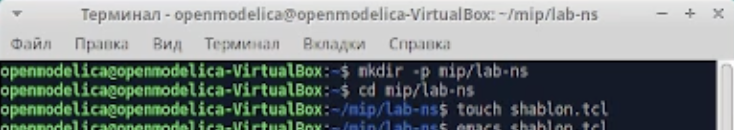 Терминал - openmodelica@openmodelica-VirtualBox: ~/mip/lab-ns
Файл Правка Вид Терминал Вкладки Справка
openmodelica@openmodelica-VirtualBox:~$ mkdir -p mip/lab-ns
openmodelica@openmodelica-VirtualBox:~$ cd mip/lab-ns
openmodelica@openmodelica-VirtualBox:~/mip/lab-ns$ touch shablon.tcl
openmodelica@openmodelica-VirtualBox:~/mip/lab-ns$ emacs shablon.tcl